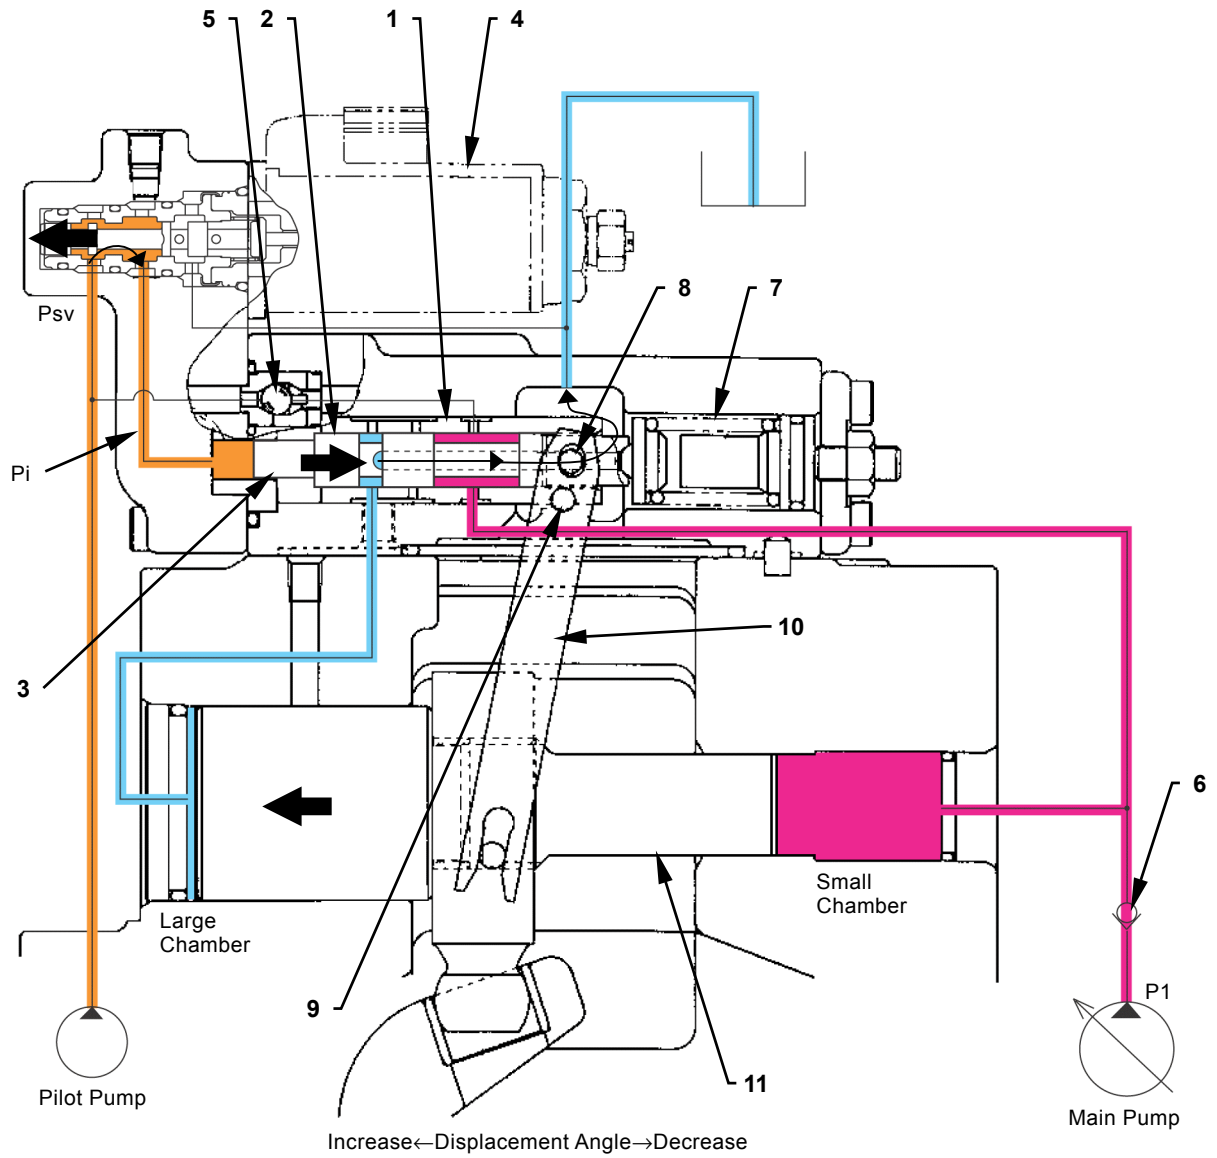 5 2 1 4
Psv
8 7
Pi
10
3
6
Small
Chamber
Large
Chamber
9
P1
11
Pilot Pump
Main Pump
Increase←Displacement Angle→Decrease